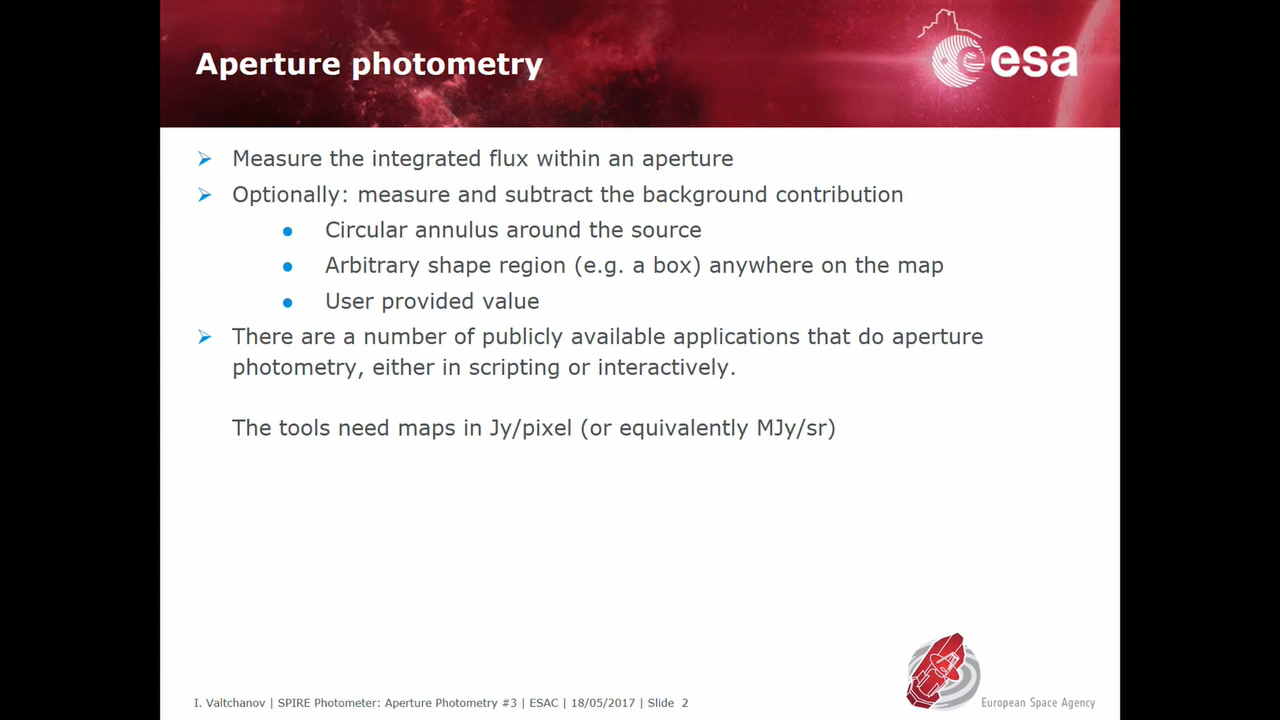 Aperture photometry
esa
Measure the integrated flux within an aperture
Optionally: measure and subtract the background contribution
Circular annulus around the source
Arbitrary shape region (e.g. a box) anywhere on the map
User provided value
There are a number of publicly available applications that do aperture
photometry, either in scripting or interactively.
The tools need maps in Jy/pixel (or equivalently MJy/sr)
I. Valtchanov | SPIRE Photometer: Aperture Photometry #3 | ESAC | 18/05/2017 | Slide 2
European Space Agency